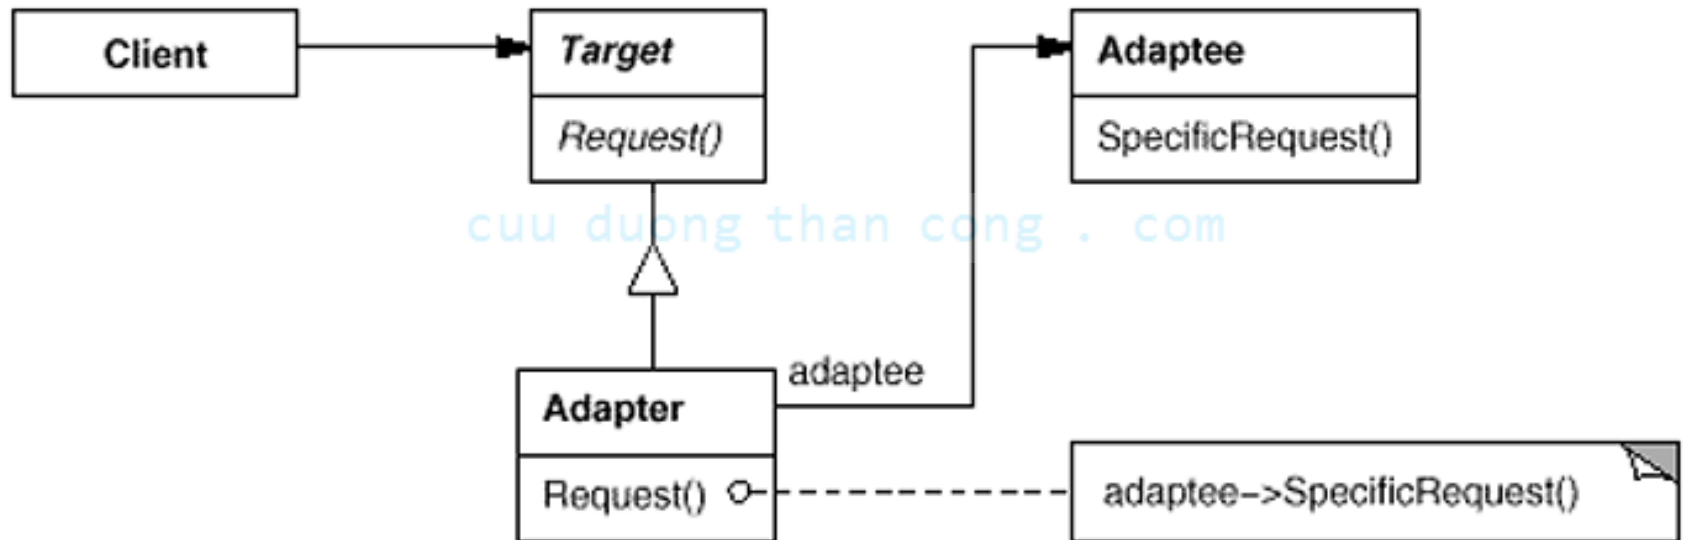 Client
Target
Request()
Adaptee
SpecificRequest()
cuu duong than cong . com
adaptee
Adapter
Request()
adaptee->SpecificRequest()